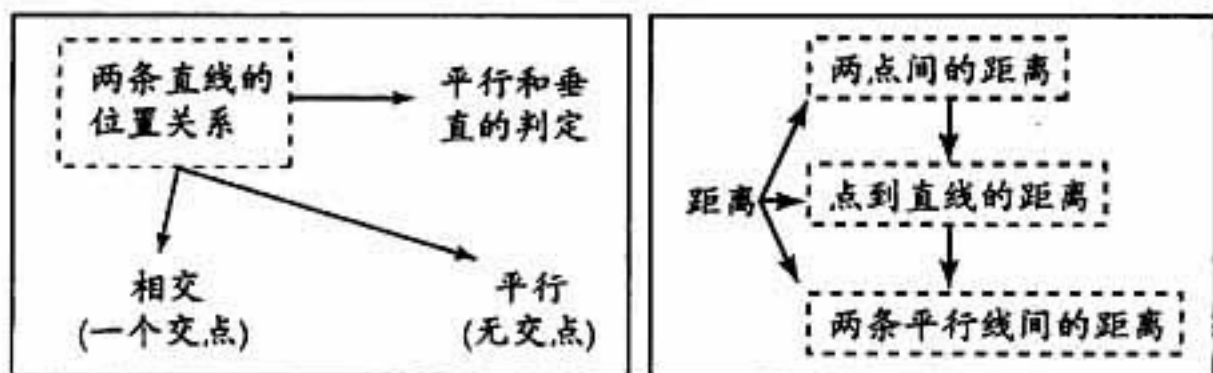 两条直线的
位置关系
平行和垂
直的判定
相交
(一个交点)
平行
(无交点)
距离
两点间的距离
点到直线的距离
两条平行线间的距离